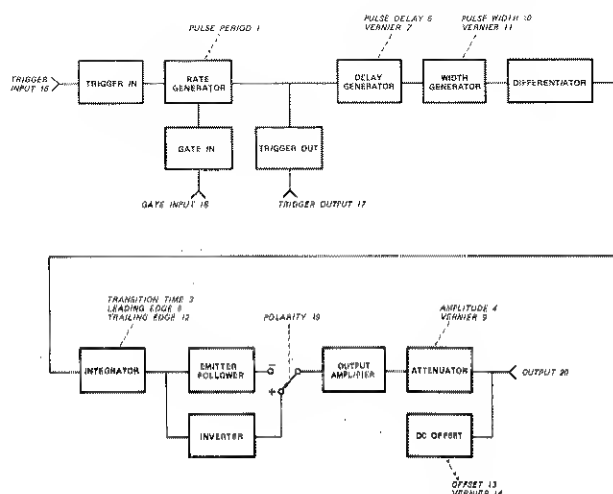 PULSE PERIOD 1
PULSE DELAY 6
VERNIER 7
PULSE WIDTH 10
VERNIER 11
TRIGGER
INPUT 15
TRIGGER IN
RATE
GENERATOR
DELAY
GENERATOR
WIDTH
GENERATOR
DIFFERENTIATOR
GATE IN
TRIGGER OUT
GATE INPUT 16
TRIGGER OUTPUT 17
TRANSITION TIME 3
LEADING EDGE 8
TRAILING EDGE 12
POLARITY 19
AMPLITUDE 4
VERNIER 9
INTEGRATOR
EMITTER
FOLLOWER
−
+
OUTPUT
AMPLIFIER
ATTENUATOR
OUTPUT 20
INVERTER
DC OFFSET
OFFSET 13
VERNIER 14